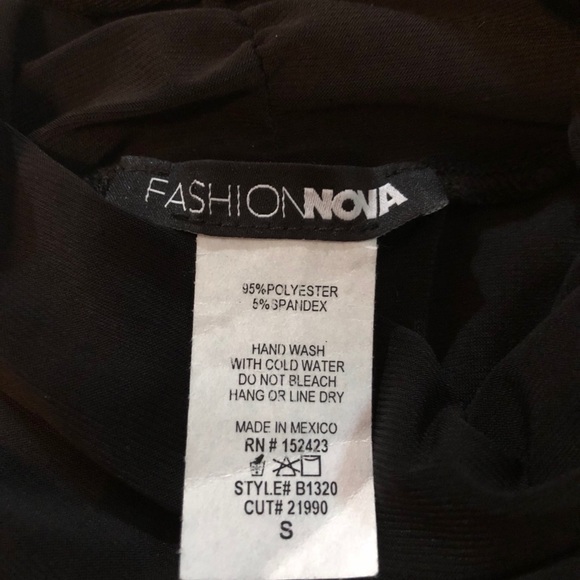 FASHIONNOVA
95%POLYESTER
5%SPANDEX
HAND WASH
WITH COLD WATER
DO NOT BLEACH
HANG OR LINE DRY
MADE IN MEXICO
RN # 152423
STYLE# B1320
CUT# 21990
S